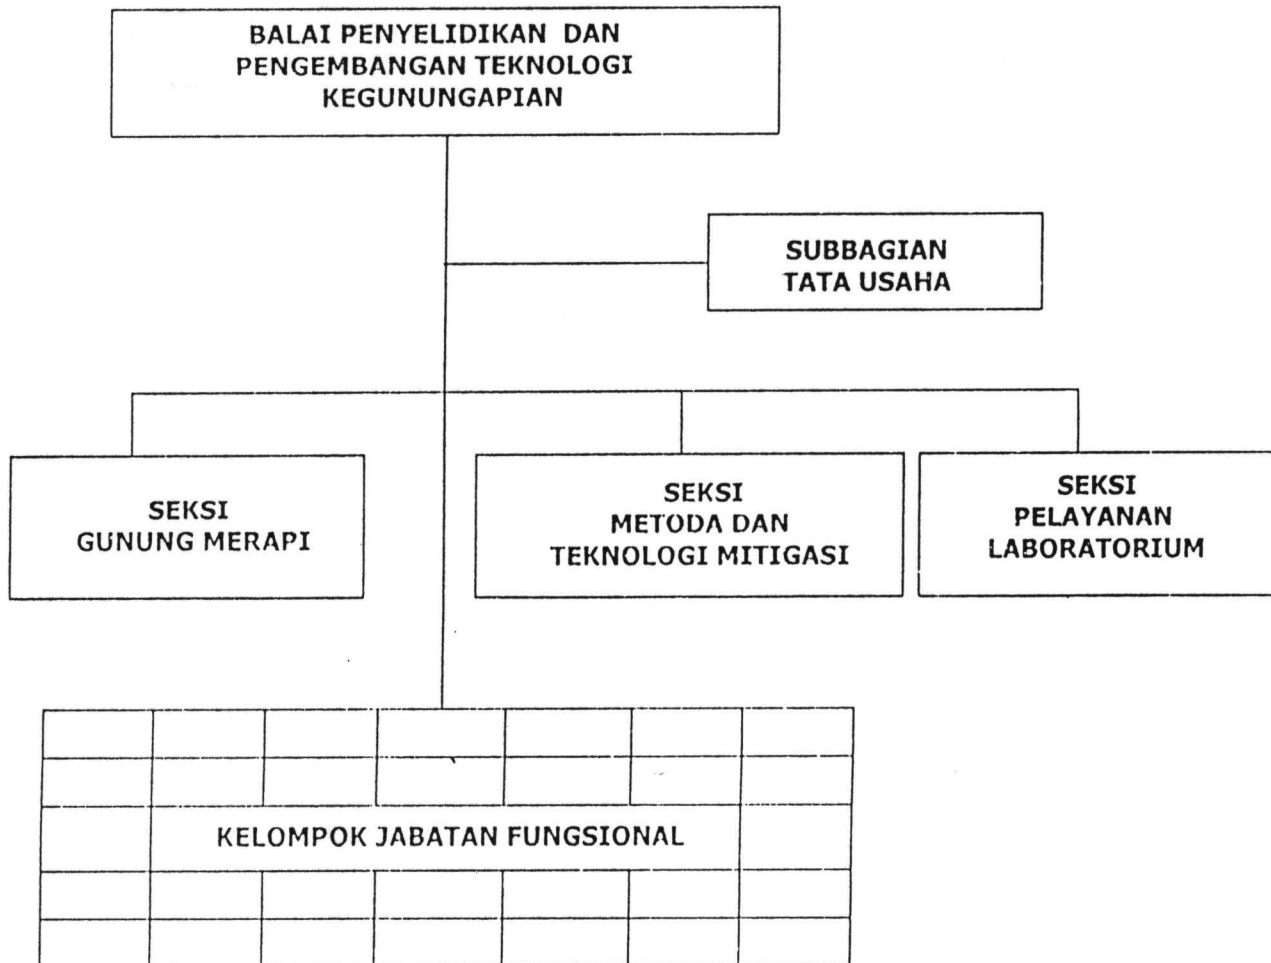 BALAI PENYELIDIKAN DAN
PENGEMBANGAN TEKNOLOGI
KEGUNUNGAPIAN
SUBBAGIAN
TATA USAHA
SEKSI
GUNUNG MERAPI
SEKSI
METODA DAN
TEKNOLOGI MITIGASI
SEKSI
PELAYANAN
LABORATORIUM
KELOMPOK JABATAN FUNGSIONAL